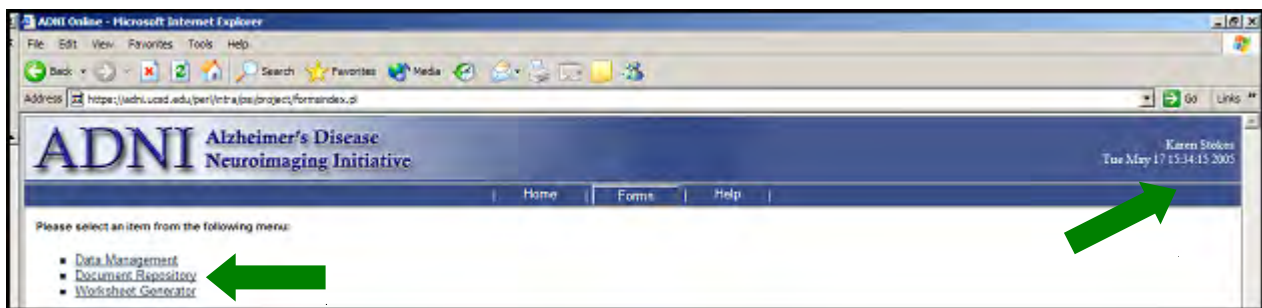 ADNI Online - Microsoft Internet Explorer
File Edit View Favorites Tools Help
Back Search Favorites Media
Address https://adni.ucsd.edu/perl/intra/psi/project/formsindex.pl Go Links
ADNI Alzheimer's Disease
Neuroimaging Initiative
Karen Stokes
Tue May 17 15:34:15 2005
Home | Forms | Help
Please select an item from the following menu:
Data Management
Document Repository
Worksheet Generator